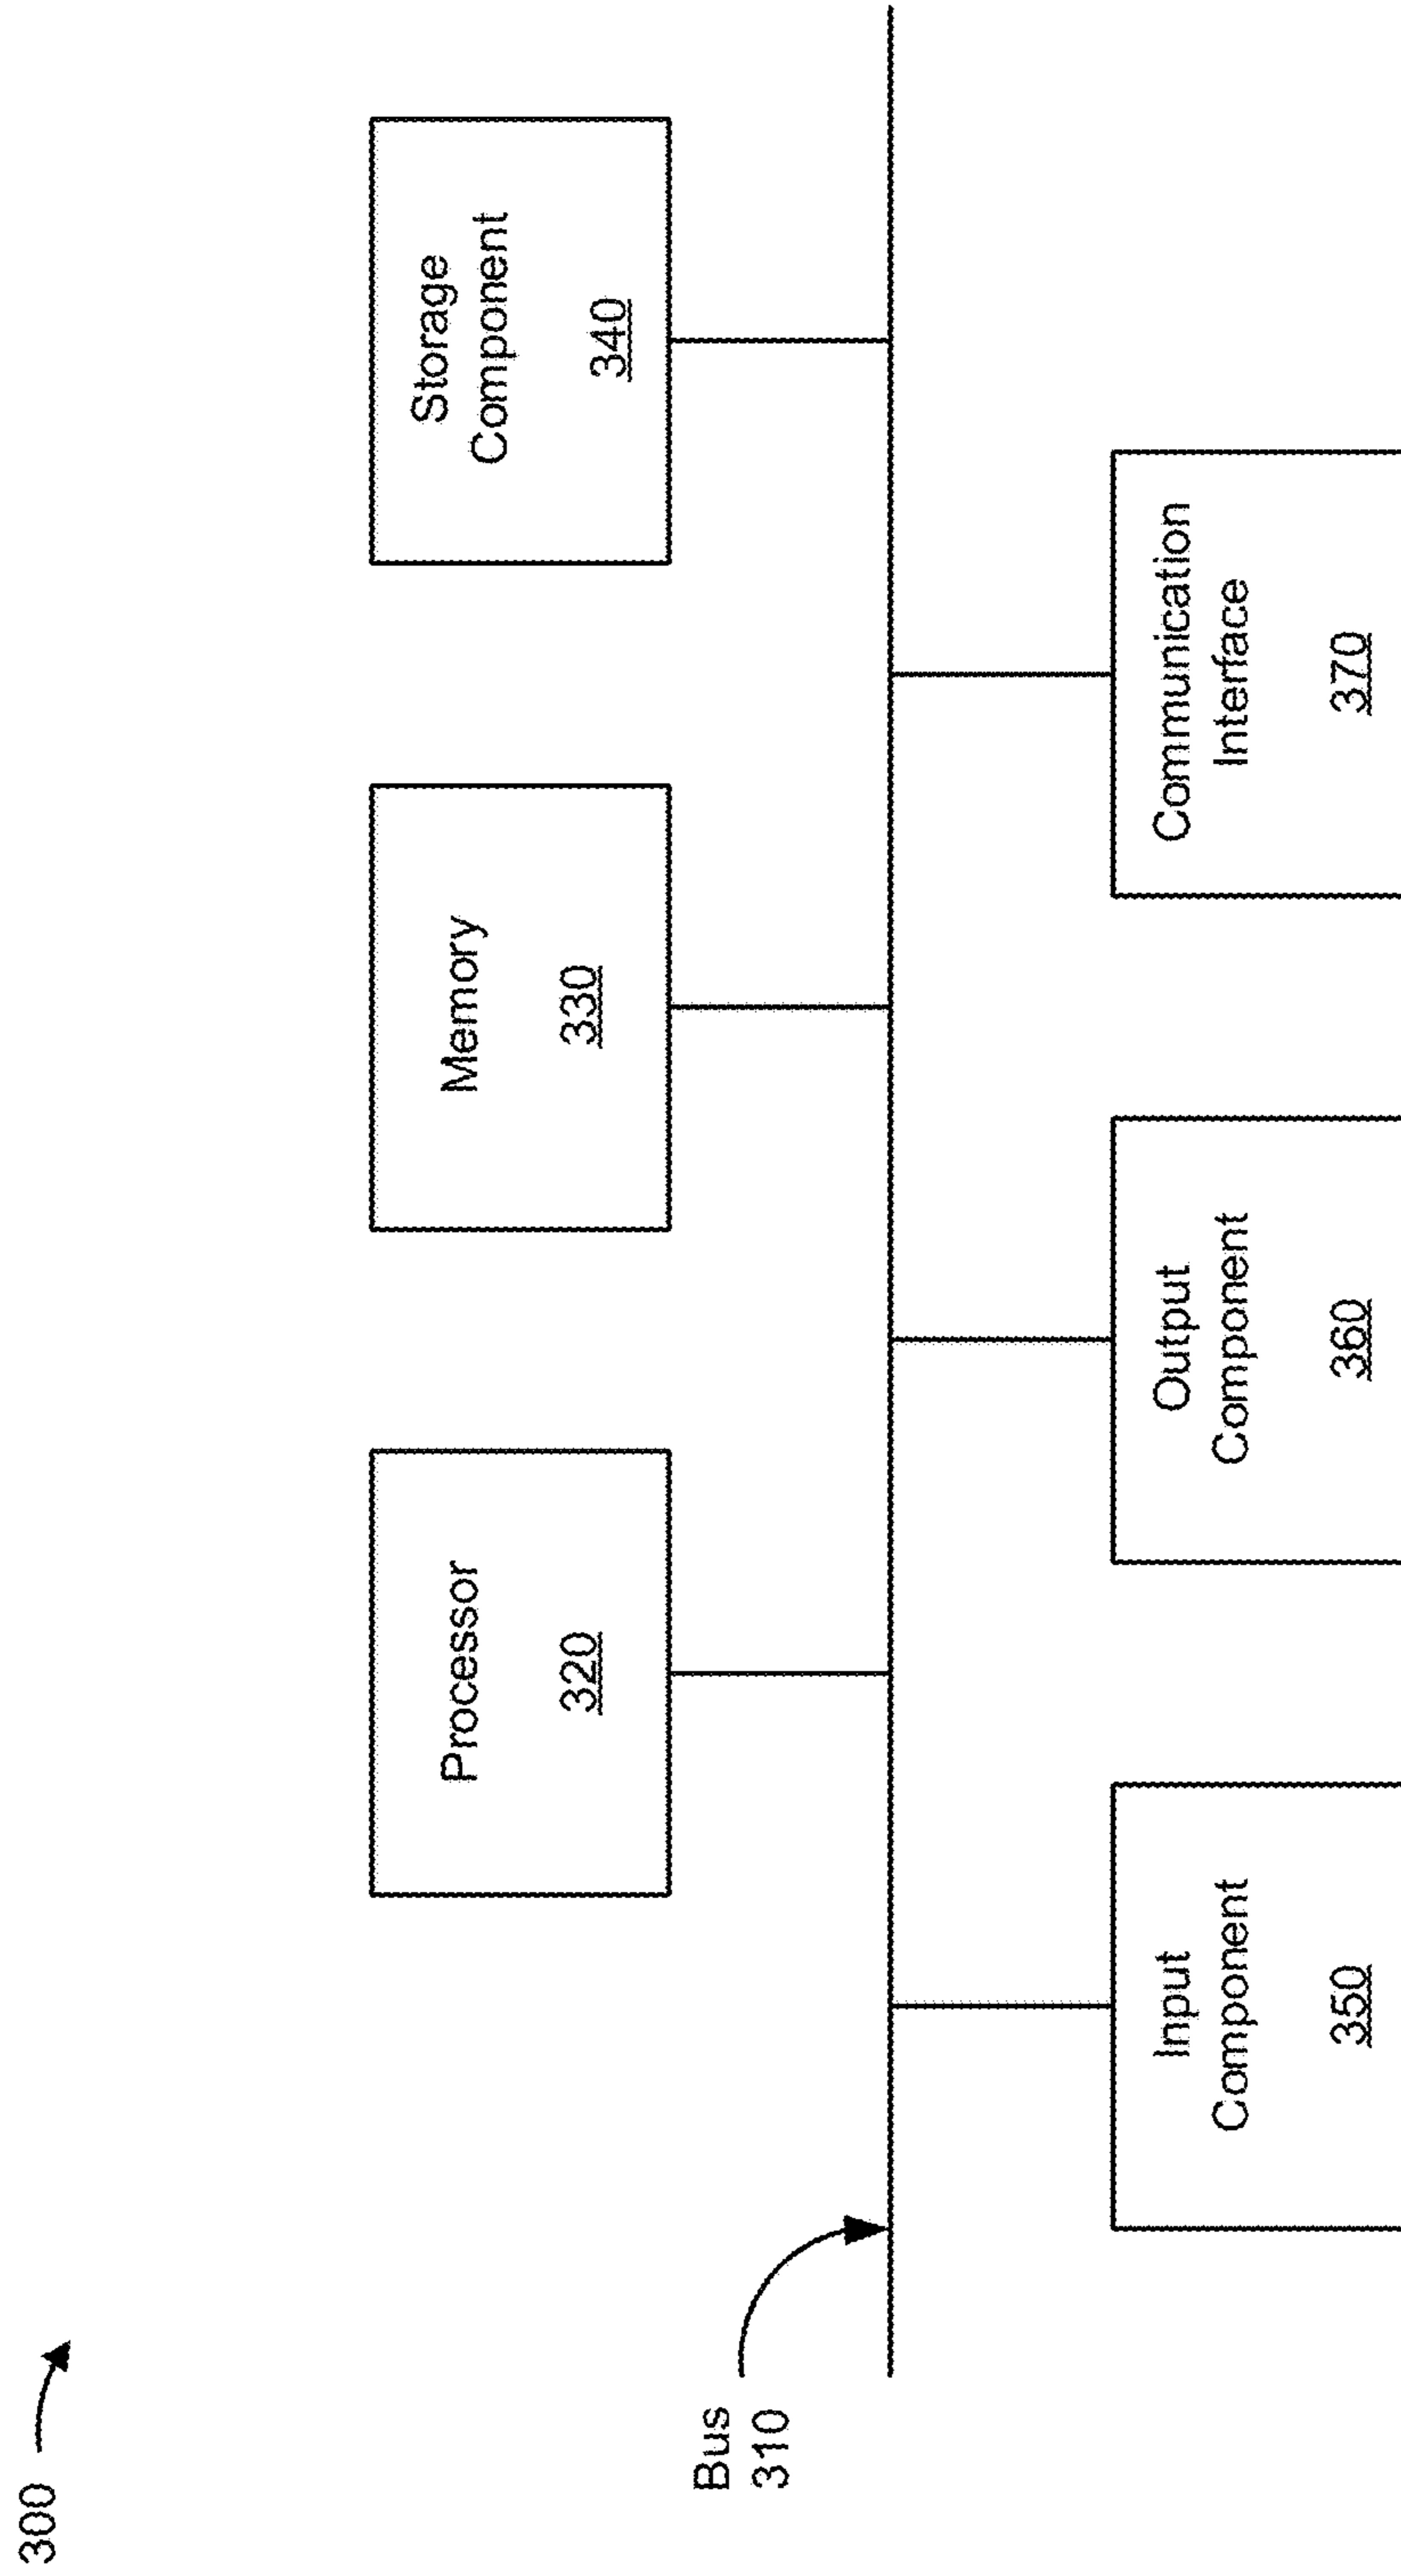 300
Processor
320
Memory
330
Storage
Component
340
Bus
310
Input
Component
350
Output
Component
360
Communication
Interface
370